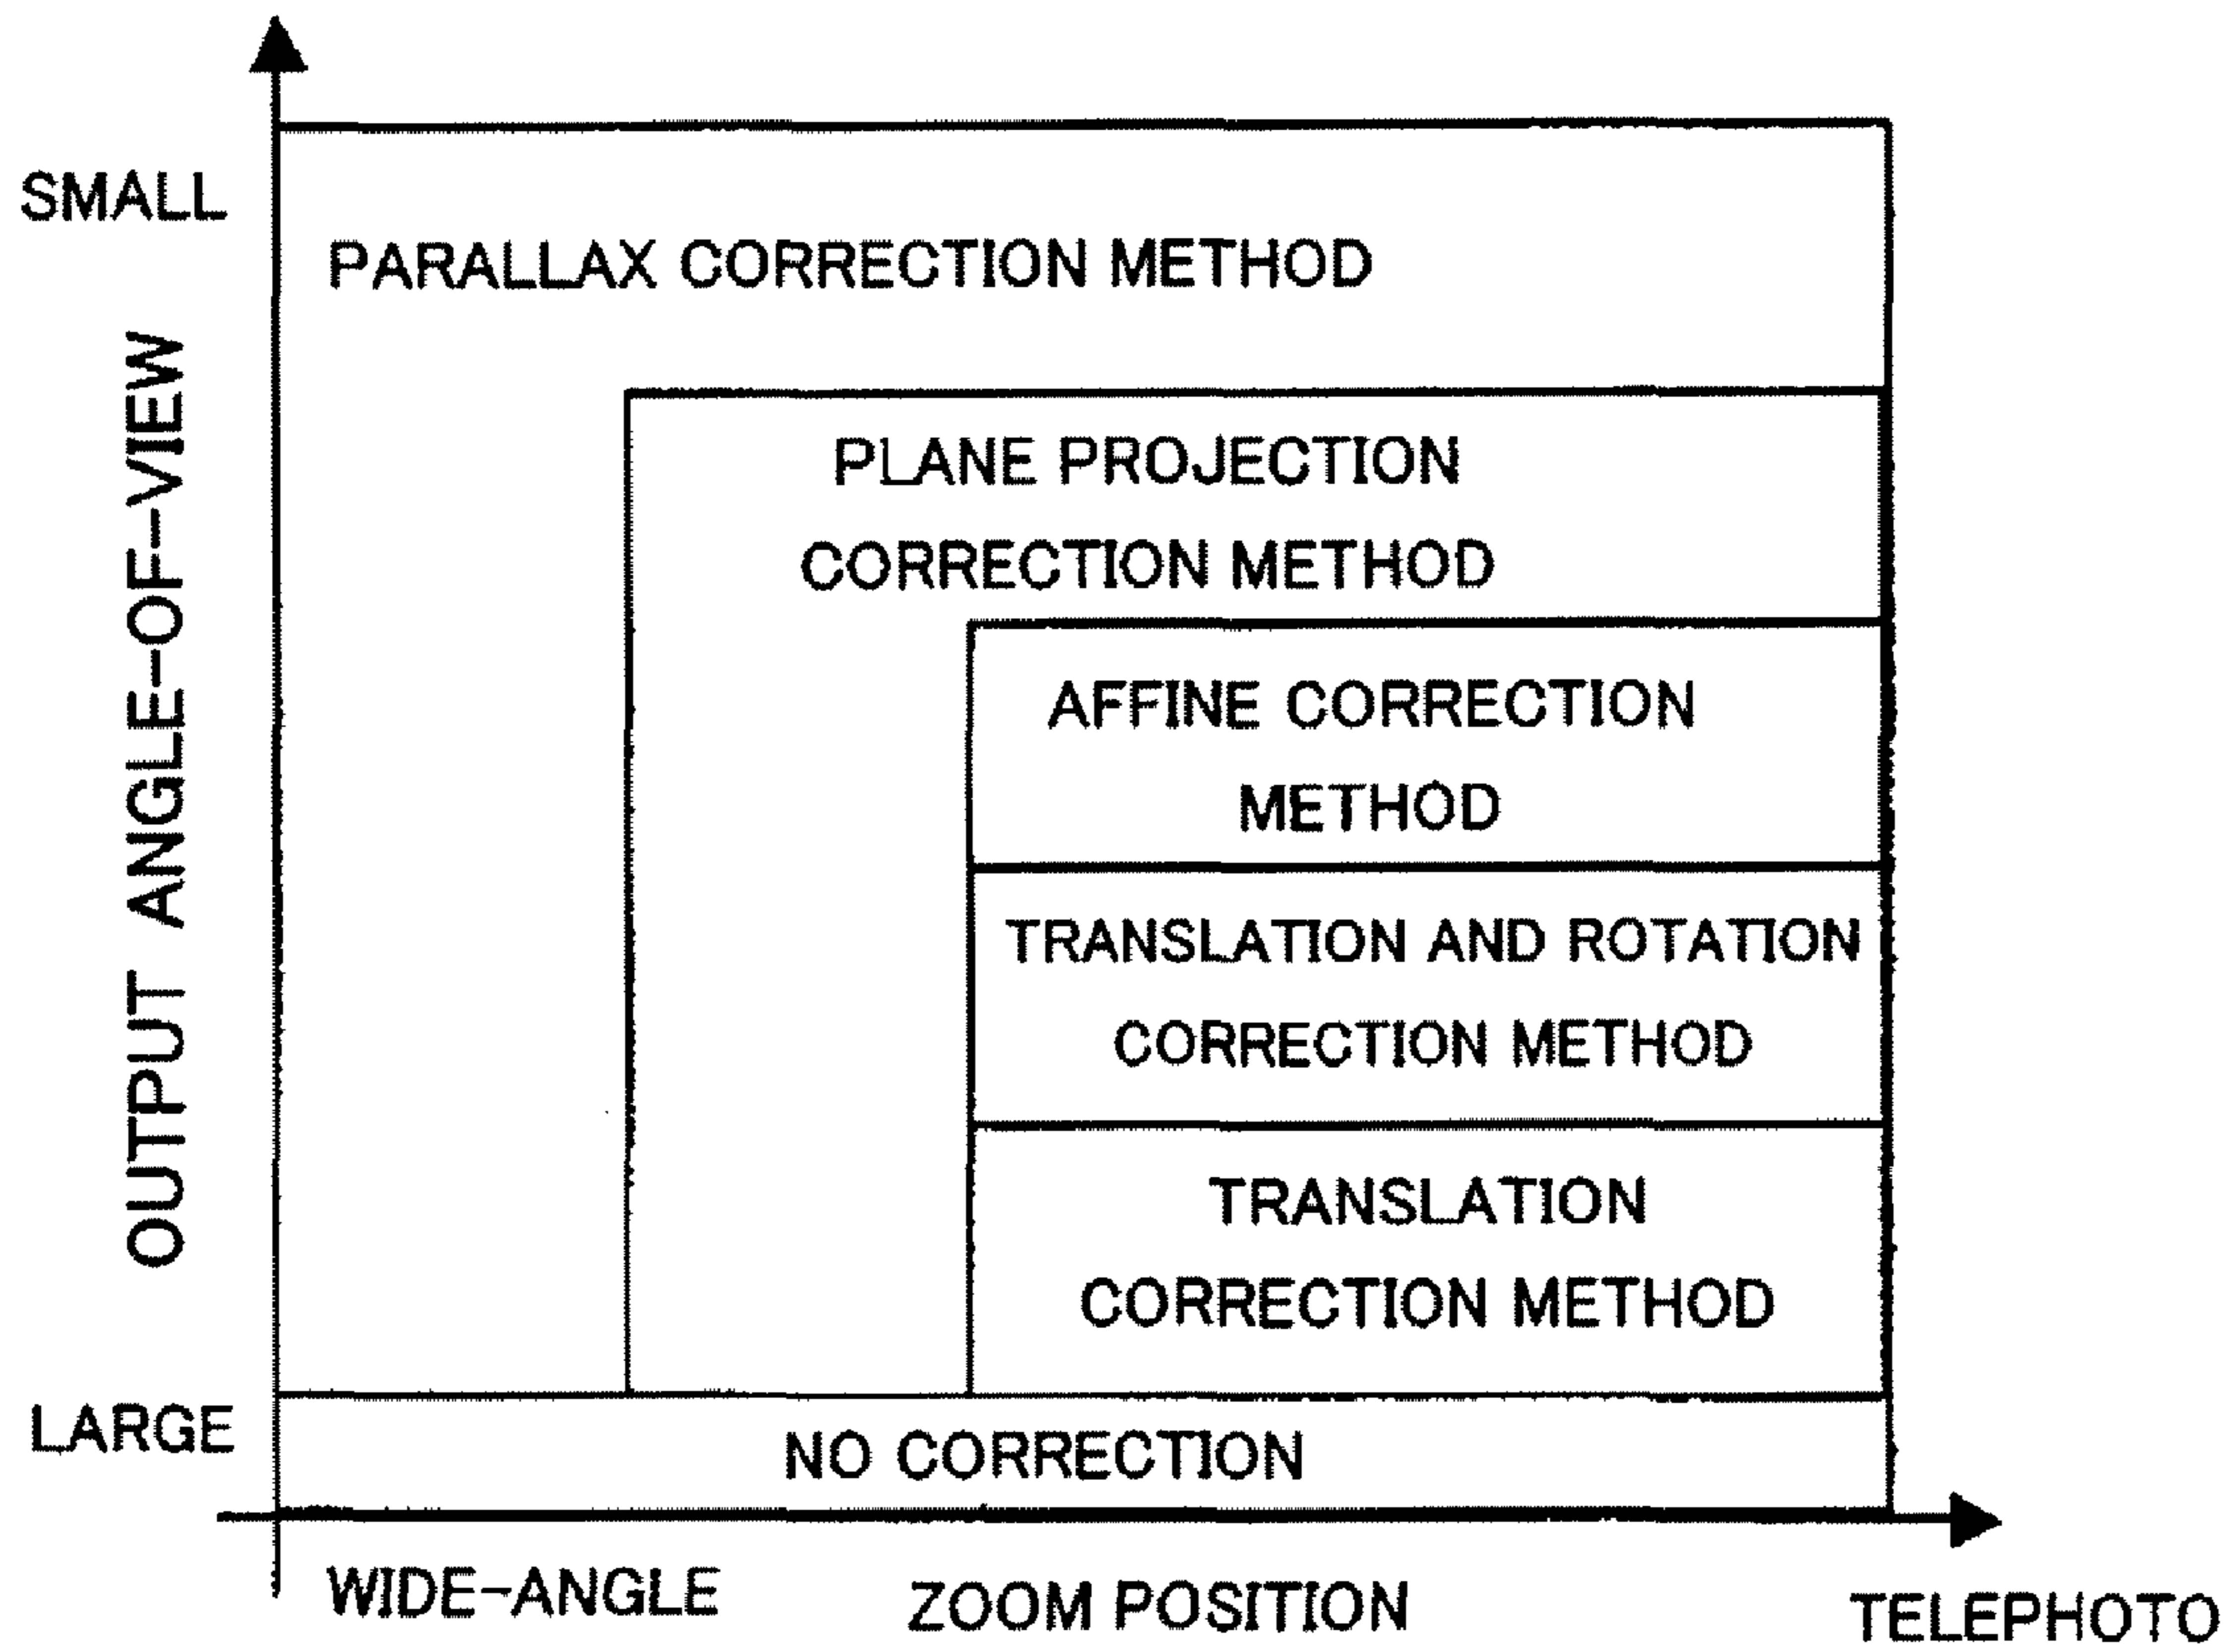 SMALL
PARALLAX CORRECTION METHOD
OUTPUT ANGLE-OF-VIEW
PLANE PROJECTION
CORRECTION METHOD
AFFINE CORRECTION
METHOD
TRANSLATION AND ROTATION
CORRECTION METHOD
TRANSLATION
CORRECTION METHOD
LARGE
NO CORRECTION
WIDE-ANGLE
ZOOM POSITION
TELEPHOTO